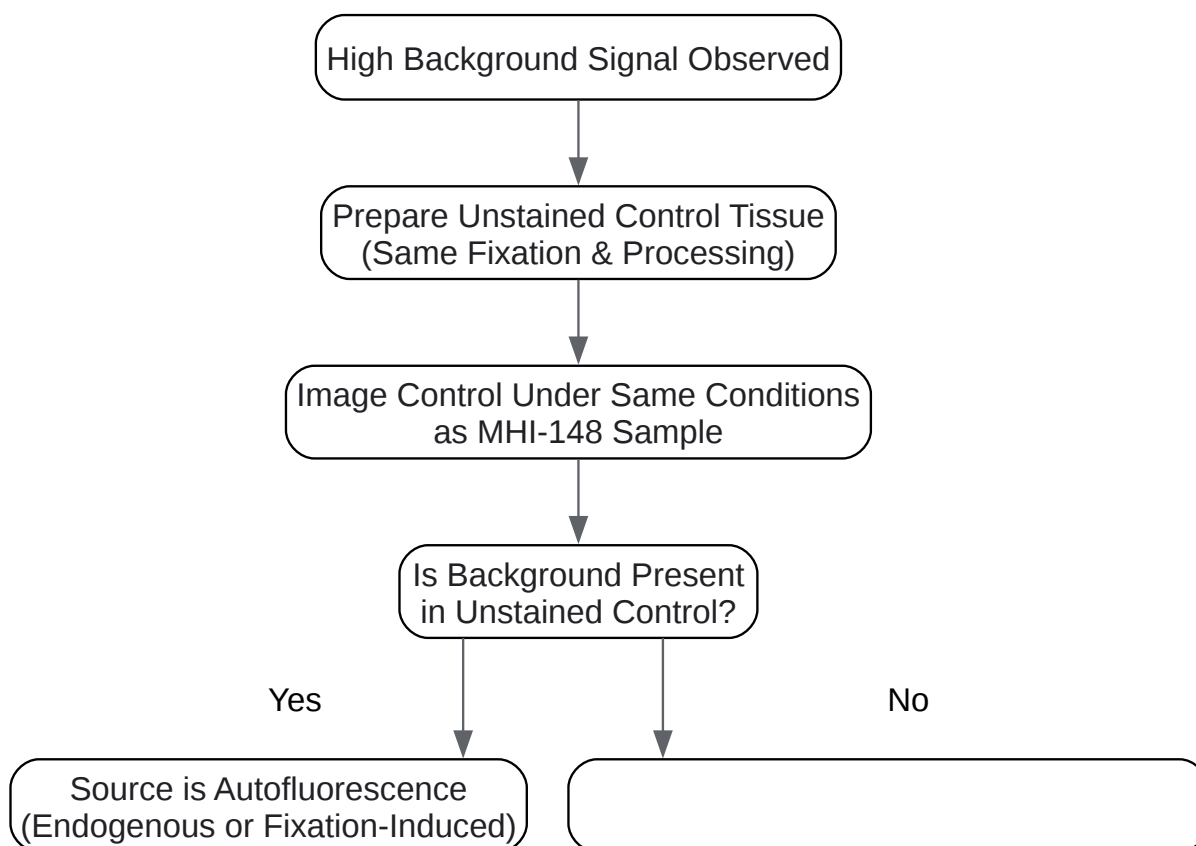 High Background Signal Observed
Prepare Unstained Control Tissue
(Same Fixation & Processing)
Image Control Under Same Conditions
as MHI-148 Sample
Is Background Present
in Unstained Control?
Yes
No
Source is Autofluorescence
(Endogenous or Fixation-Induced)